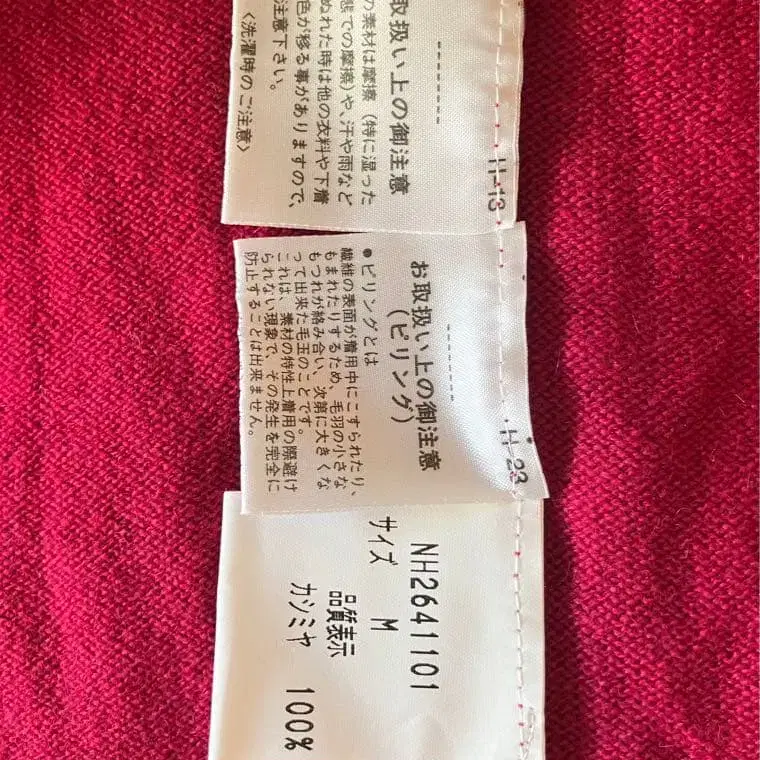 H-13
取扱い上の御注意
の素材は摩擦（特に湿った
態での摩擦）や、汗や雨など
ぬれた時は他の衣料や下着
色が移る事がありますので、
注意下さい。
〈洗濯時のご注意〉
H-23
お取扱い上の御注意
（ピリング）
●ピリングとは
繊維の表面が着用中にこすられたり、
もまれたりするため、毛羽の小さな
もつれが絡み合い、次第に大きくな
って出来た毛玉のことです。
これは、素材の特性上着用の際避け
られない現象で、その発生を完全に
防止することは出来ません。
NH2641101
サイズ M
品質表示
カシミヤ 100%